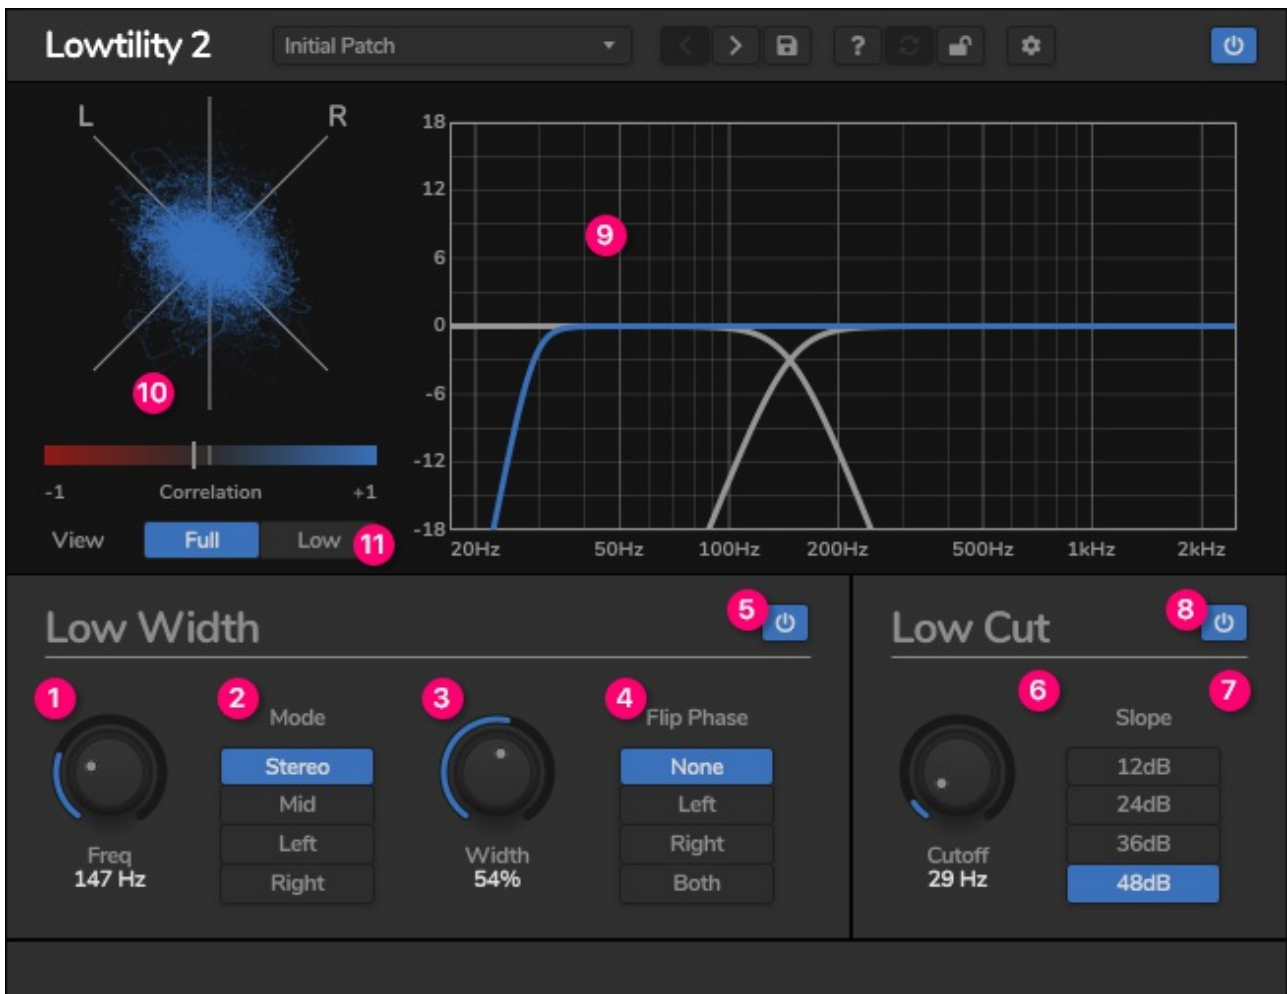 Lowtility 2
Initial Patch
?
L
R
18
12
9
6
0
-6
10
-12
-1
Correlation
+1
-18
View
Full
Low
11
20Hz
50Hz
100Hz
200Hz
500Hz
1kHz
2kHz
Low Width
5
Low Cut
8
1
2
3
4
6
7
Mode
Flip Phase
Slope
Stereo
None
12dB
Mid
Left
24dB
Left
Right
36dB
Freq
147 Hz
Right
Width
54%
Both
Cutoff
29 Hz
48dB